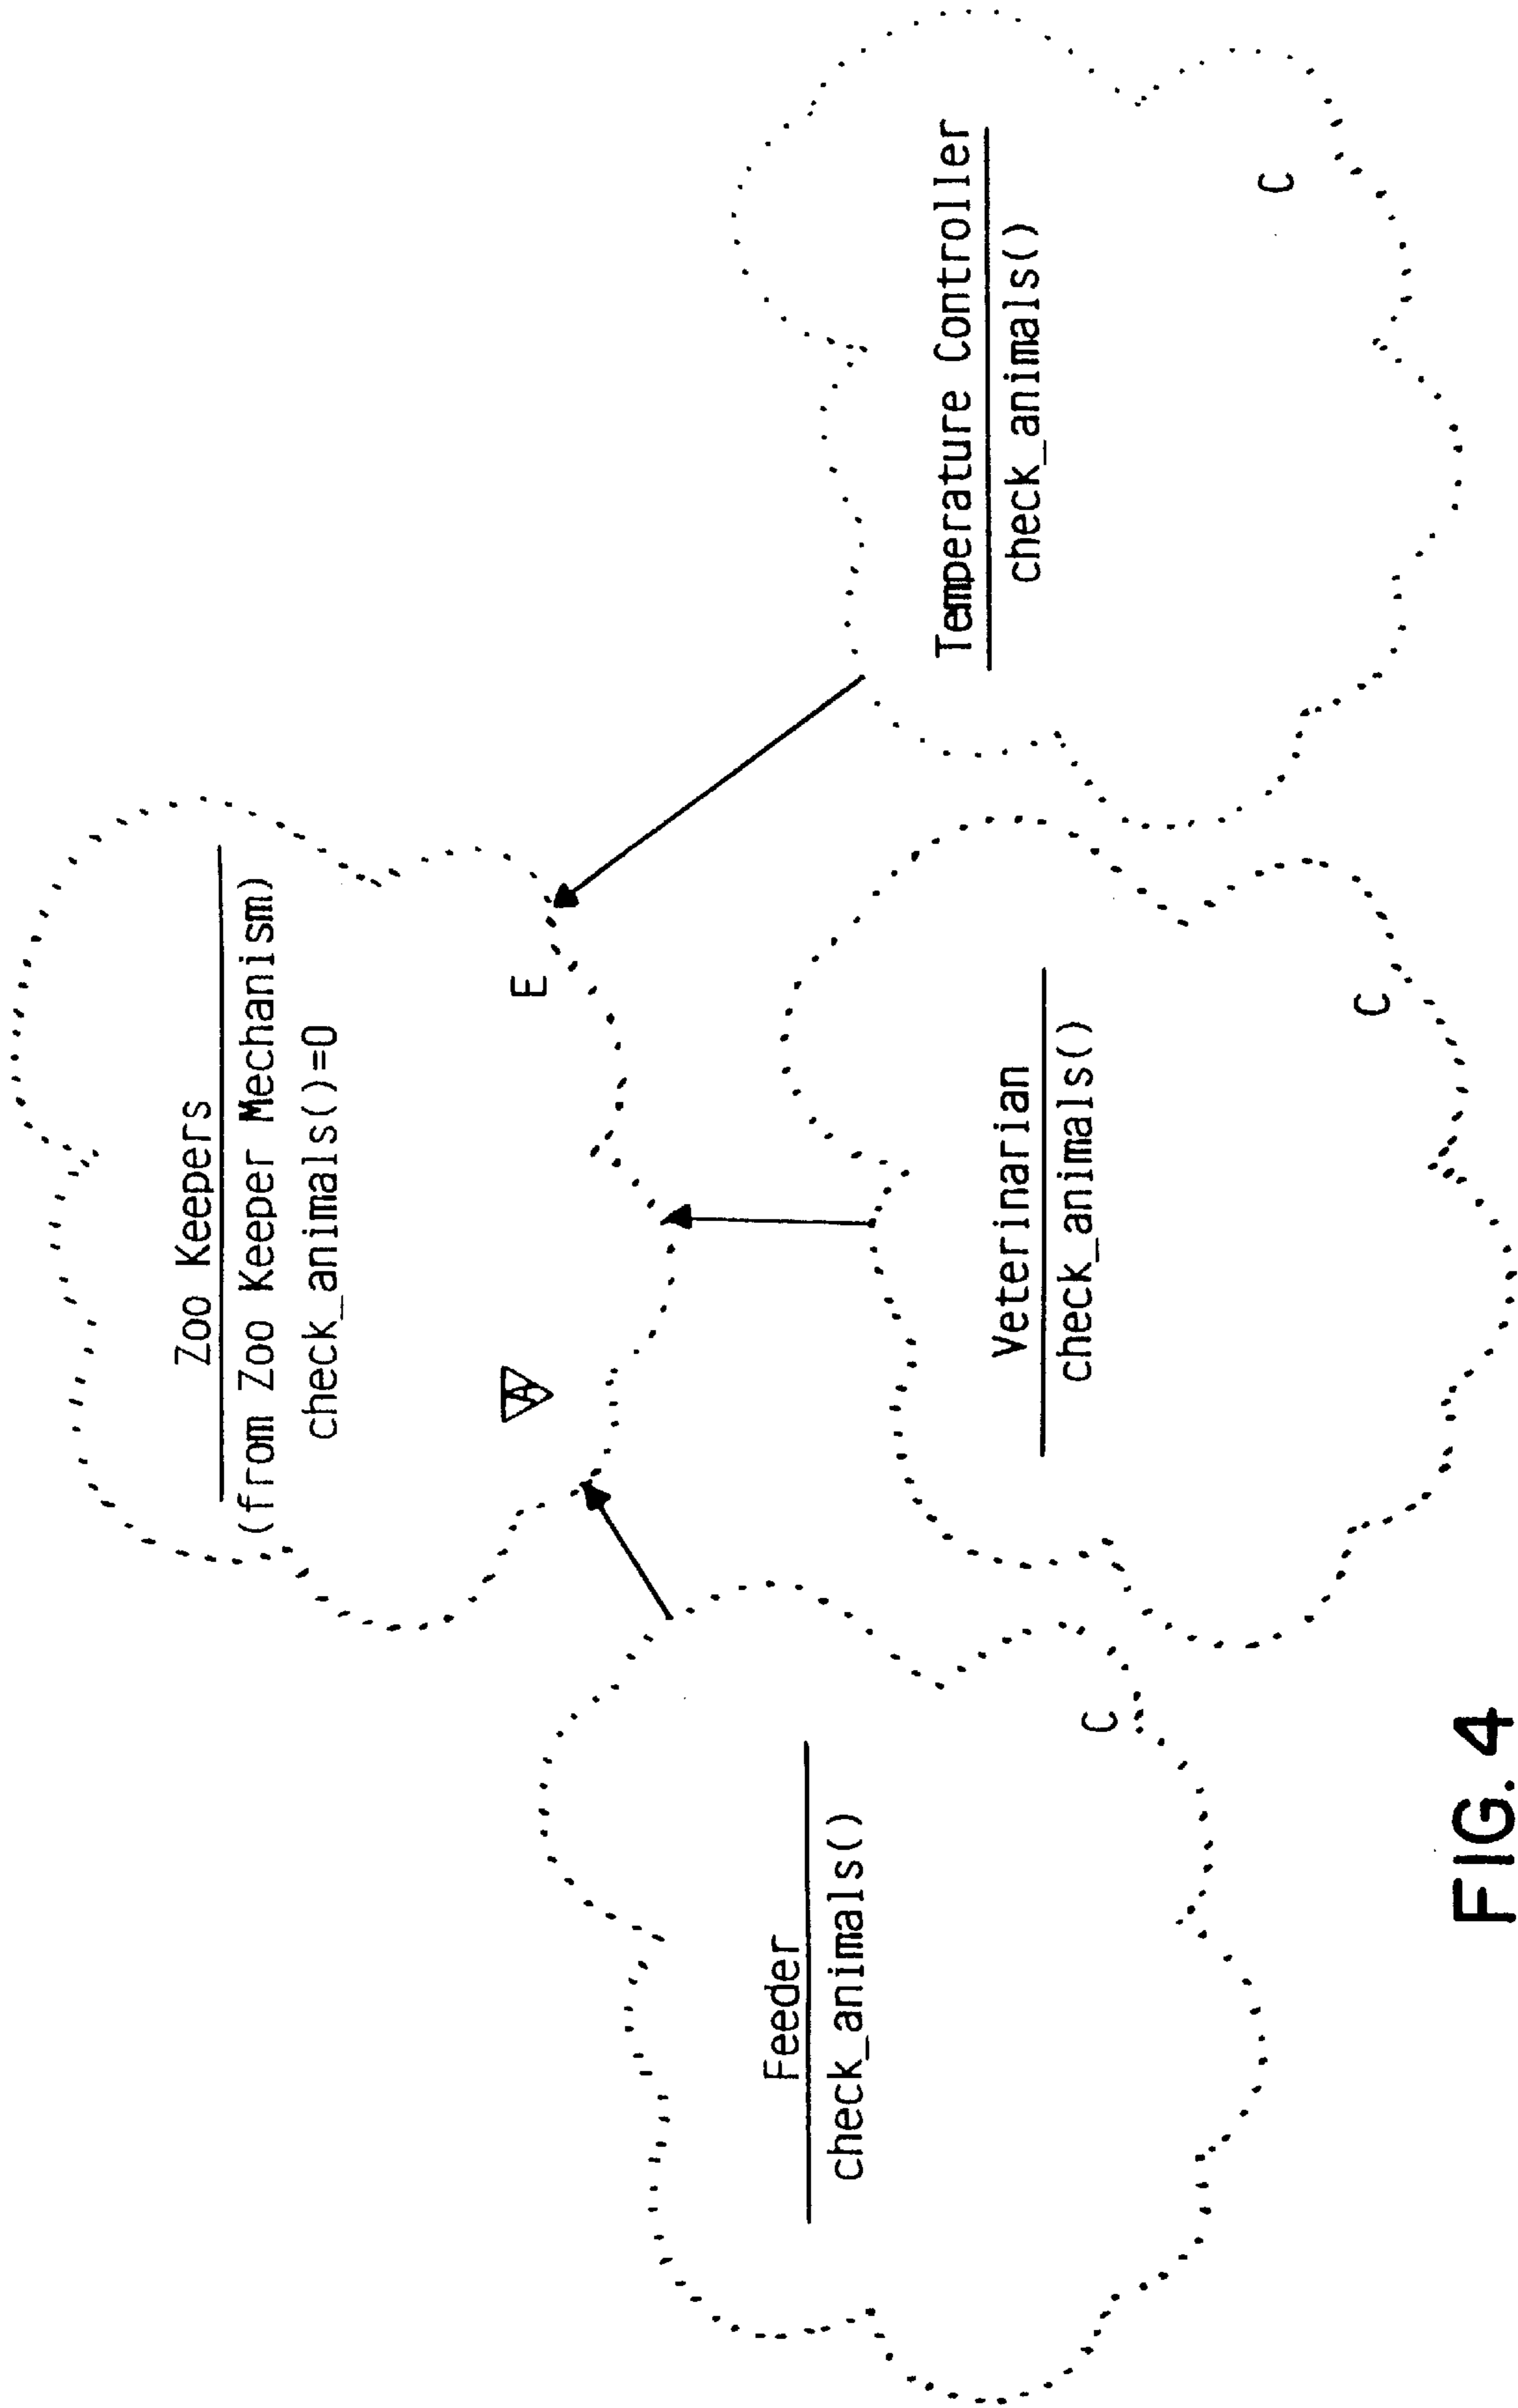 Zoo Keepers
(from Zoo Keeper Mechanism)
check_animals()=0
A
E
Feeder
check_animals()
C
Veterinarian
check_animals()
C
Temperature Controller
check_animals()
C
FIG. 4